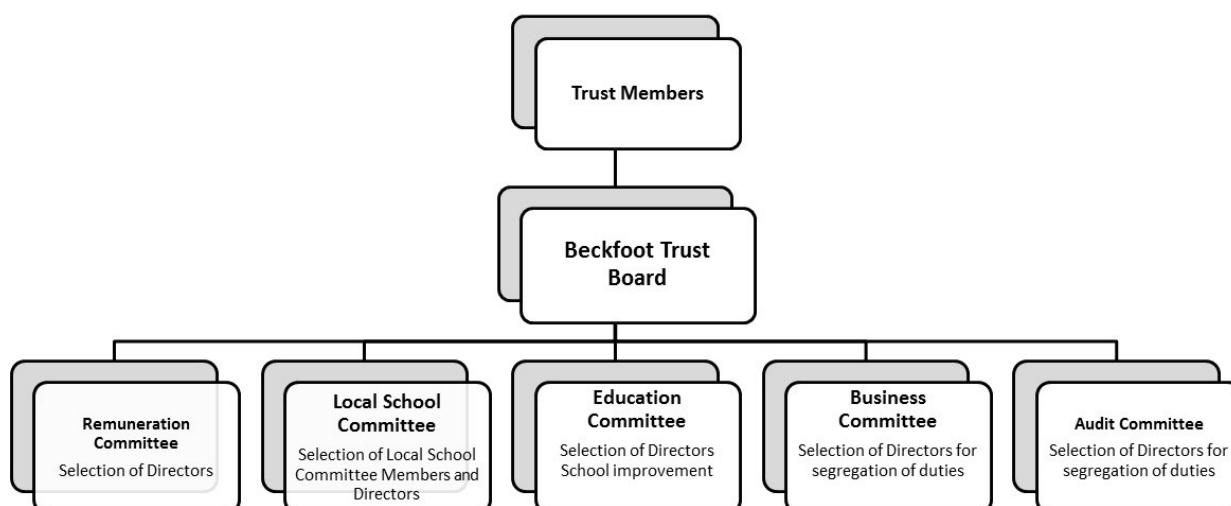 Trust Members
Beckfoot Trust
Board
Remuneration
Committee
Selection of Directors
Local School
Committee
Selection of Local School
Committee Members and
Directors
Education
Committee
Selection of Directors
School improvement
Business
Committee
Selection of Directors for
segregation of duties
Audit Committee
Selection of Directors for
segregation of duties